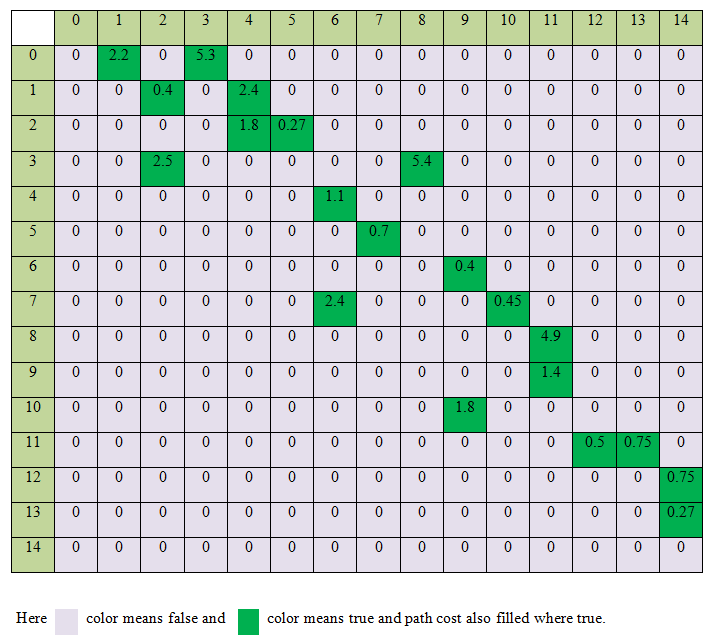 0 1 2 3 4 5 6 7 8 9 10 11 12 13 14
0 0 2.2 0 5.3 0 0 0 0 0 0 0 0 0 0 0
1 0 0 0.4 0 2.4 0 0 0 0 0 0 0 0 0 0
2 0 0 0 0 1.8 0.27 0 0 0 0 0 0 0 0 0
3 0 0 2.5 0 0 0 0 0 5.4 0 0 0 0 0 0
4 0 0 0 0 0 0 1.1 0 0 0 0 0 0 0 0
5 0 0 0 0 0 0 0 0.7 0 0 0 0 0 0 0
6 0 0 0 0 0 0 0 0 0 0.4 0 0 0 0 0
7 0 0 0 0 0 0 2.4 0 0 0 0.45 0 0 0 0
8 0 0 0 0 0 0 0 0 0 0 0 4.9 0 0 0
9 0 0 0 0 0 0 0 0 0 0 0 1.4 0 0 0
10 0 0 0 0 0 0 0 0 0 1.8 0 0 0 0 0
11 0 0 0 0 0 0 0 0 0 0 0 0 0.5 0.75 0
12 0 0 0 0 0 0 0 0 0 0 0 0 0 0 0.75
13 0 0 0 0 0 0 0 0 0 0 0 0 0 0 0.27
14 0 0 0 0 0 0 0 0 0 0 0 0 0 0 0
Here color means false and color means true and path cost also filled where true.